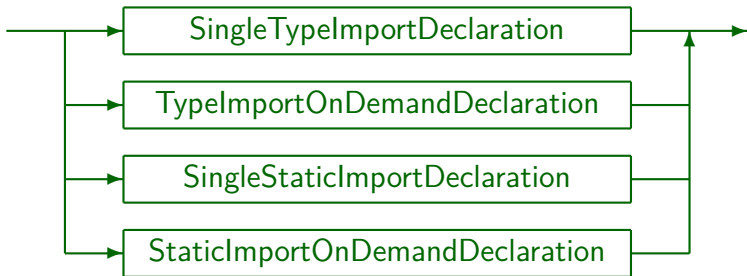 SingleTypeImportDeclaration
TypeImportOnDemandDeclaration
SingleStaticImportDeclaration
StaticImportOnDemandDeclaration